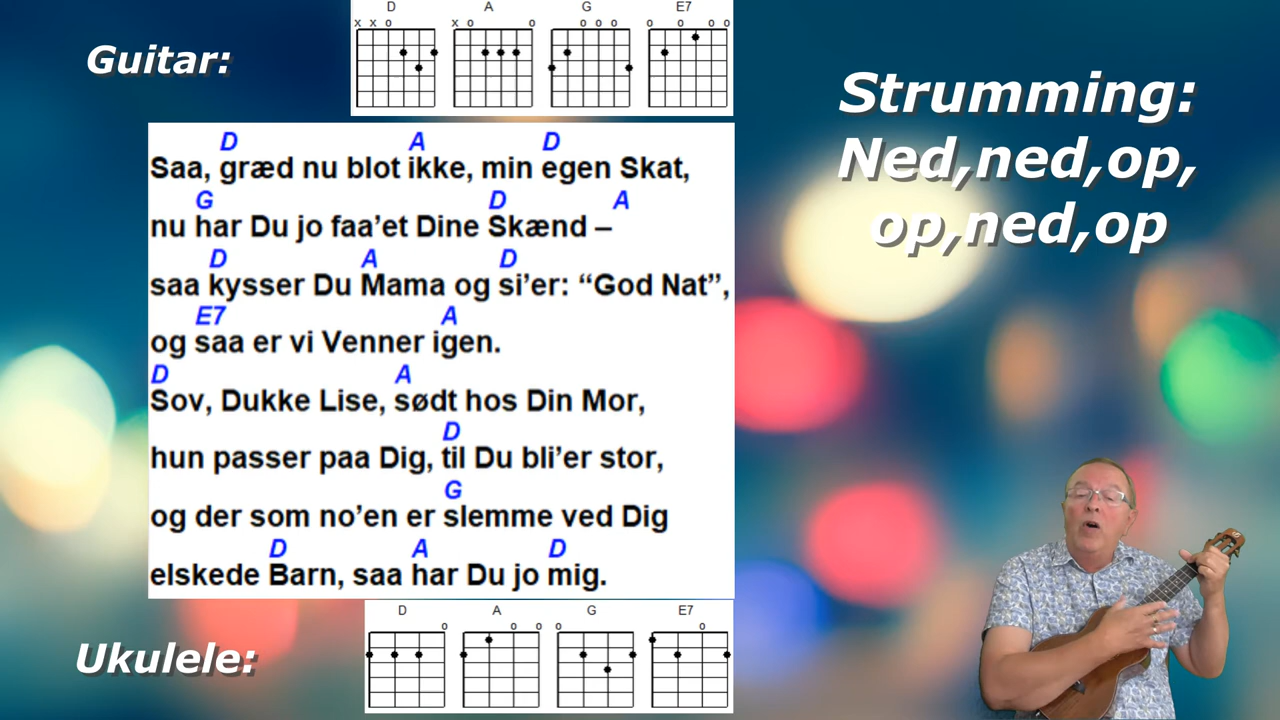 Guitar:
D A G E7
x x o x o o o o o o o o o
Strumming:
Ned,ned,op,
op,ned,op
D A D
Saa, græd nu blot ikke, min egen Skat,
G D A
nu har Du jo faa’et Dine Skænd –
D A D
saa kysser Du Mama og si’er: “God Nat”,
E7 A
og saa er vi Venner igen.
D A
Sov, Dukke Lise, sødt hos Din Mor,
D
hun passer paa Dig, til Du bli’er stor,
G
og der som no’en er slemme ved Dig
D A D
elskede Barn, saa har Du jo mig.
Ukulele:
D A G E7
o o o o o